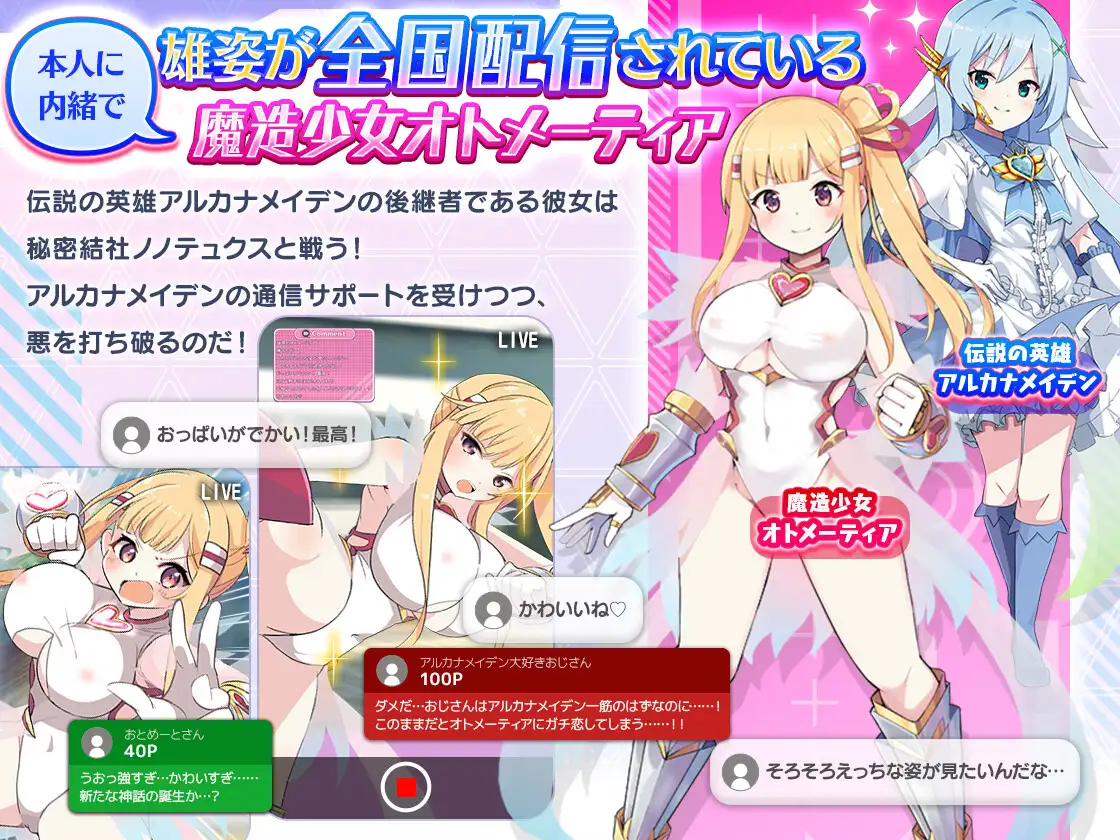 本人に
内緒で
雄姿が全国配信されている
魔造少女オトメーティア
伝説の英雄アルカナメイデンの後継者である彼女は
秘密結社ノノテュクスと戦う！
アルカナメイデンの通信サポートを受けつつ、
悪を打ち破るのだ！
伝説の英雄
アルカナメイデン
魔造少女
オトメーティア
Comment
LIVE
おっぱいがでかい！最高！
LIVE
かわいいね♡
アルカナメイデン大好きおじさん
100P
ダメだ…おじさんはアルカナメイデン一筋のはずなのに……！
このままだとオトメーティアにガチ恋してしまう……！！
おとめーとさん
40P
うおっ強すぎ…かわいすぎ……
新たな神話の誕生か…？
そろそろえっちな姿が見たいんだな…